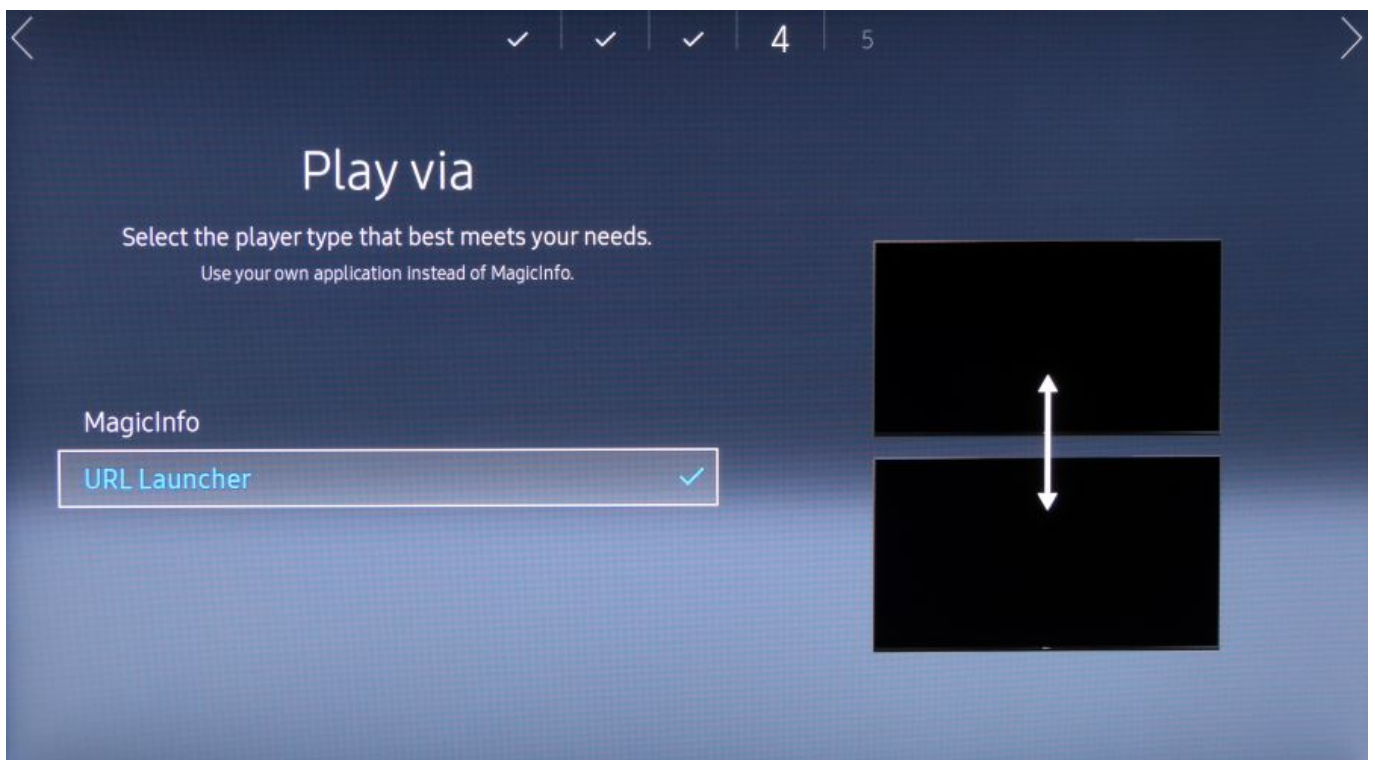 4 5
Play via
Select the player type that best meets your needs.
Use your own application instead of MagicInfo.
MagicInfo
URL Launcher